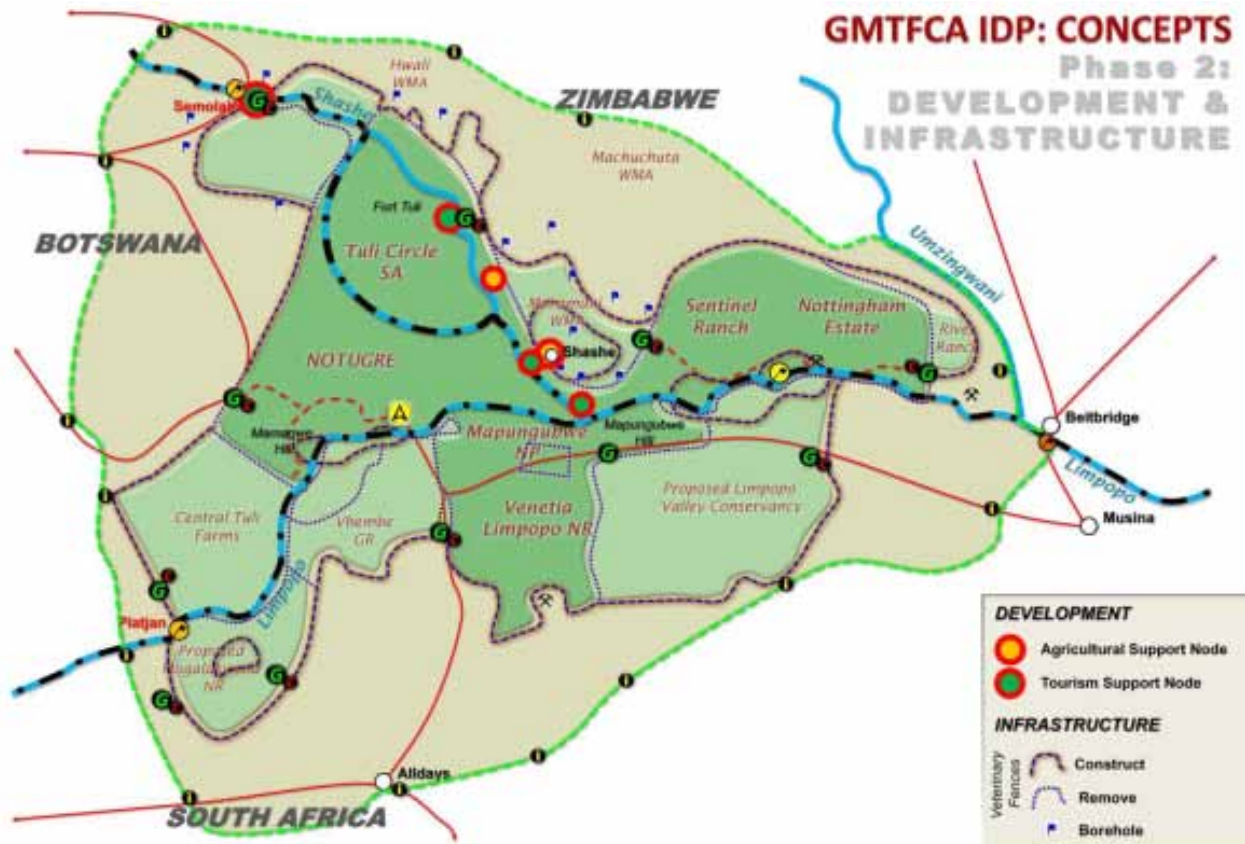 GMTFCA IDP: CONCEPTS
Phase 2:
DEVELOPMENT &
INFRASTRUCTURE
Hwali
WMA
ZIMBABWE
Shashe
Machuchuta
WMA
BOTSWANA
Fort Tuli
Tuli Circle
SA
Umzingwani
Sentinel
Ranch
Nottingham
Estate
WMA
Shashe
NOTUGRE
Beitbridge
Mapungubwe
NP
Mapungubwe
Hill
Limpopo
Musina
Central Tuli
Farms
Vhembe
GR
Venetia
Limpopo NR
Proposed Limpopo
Valley Conservancy
Limpopo
Platjan
Proposed
NR
Alldays
SOUTH AFRICA
DEVELOPMENT
Agricultural Support Node
Tourism Support Node
INFRASTRUCTURE
Veterinary
Fences
Construct
Remove
Borehole